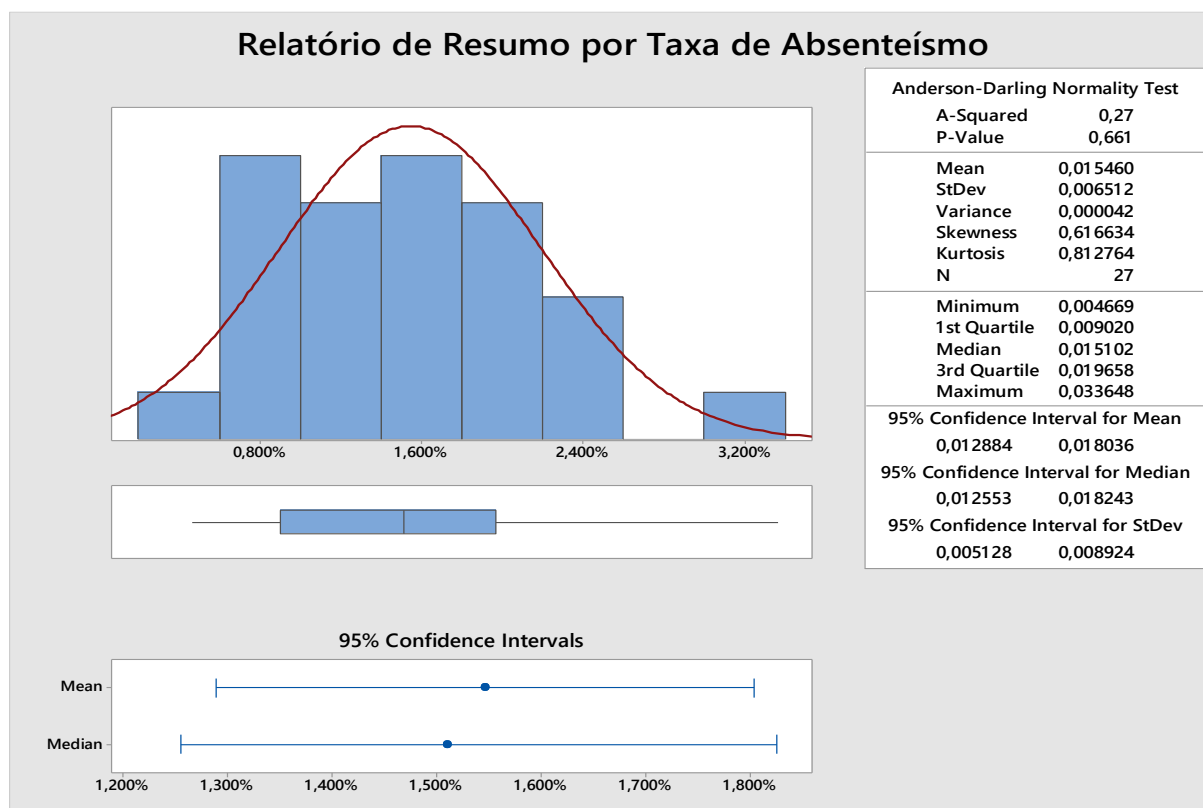 Relatório de Resumo por Taxa de Absenteísmo
0,800% 1,600% 2,400% 3,200%
95% Confidence Intervals
Mean
Median
1,200% 1,300% 1,400% 1,500% 1,600% 1,700% 1,800%
Anderson-Darling Normality Test
A-Squared 0,27
P-Value 0,661
Mean 0,015460
StDev 0,006512
Variance 0,000042
Skewness 0,616634
Kurtosis 0,812764
N 27
Minimum 0,004669
1st Quartile 0,009020
Median 0,015102
3rd Quartile 0,019658
Maximum 0,033648
95% Confidence Interval for Mean
0,012884 0,018036
95% Confidence Interval for Median
0,012553 0,018243
95% Confidence Interval for StDev
0,005128 0,008924